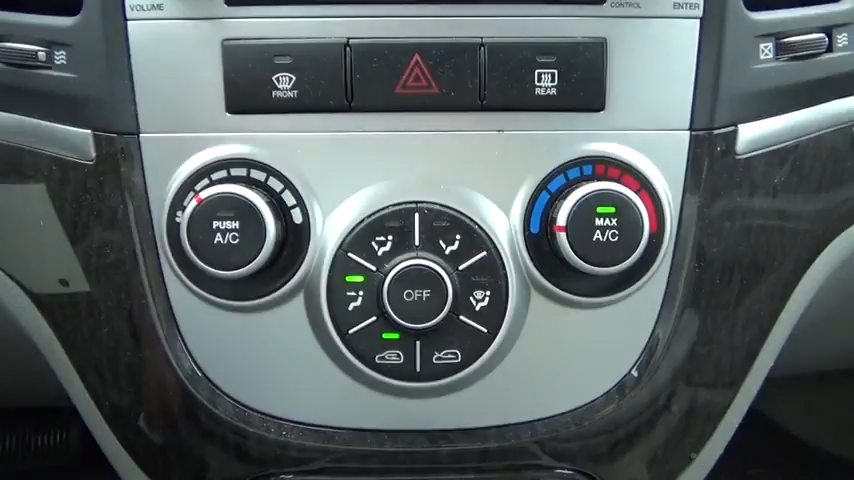 VOLUME
CONTROL
ENTER
FRONT
REAR
PUSH
A/C
MAX
A/C
OFF